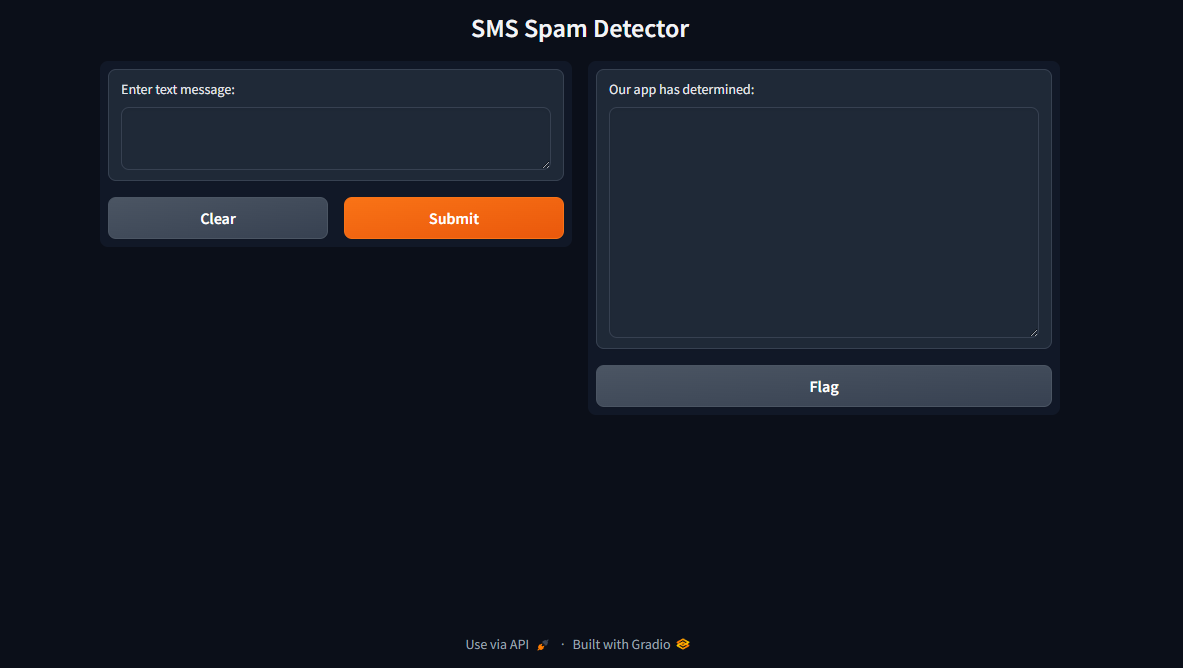 SMS Spam Detector
Enter text message:
Clear
Submit
Our app has determined:
Flag
Use via API · Built with Gradio